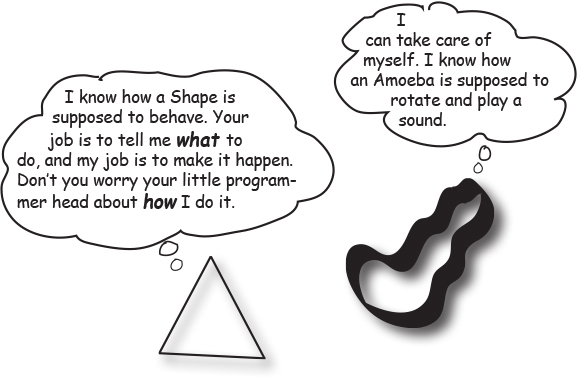 I know how a Shape is
supposed to behave. Your
job is to tell me what to
do, and my job is to make it happen.
Don't you worry your little program-
mer head about how I do it.
I
can take care of
myself. I know how
an Amoeba is supposed to
rotate and play a
sound.